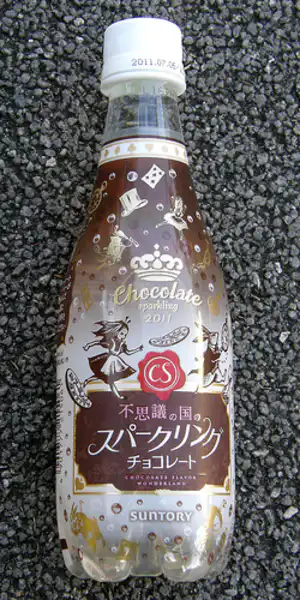 2011.07.06
Chocolate
sparkling
2011
CS
不思議の国の
スパークリング
チョコレート
CHOCOLATE FLAVOR
WONDERLAND
SUNTORY